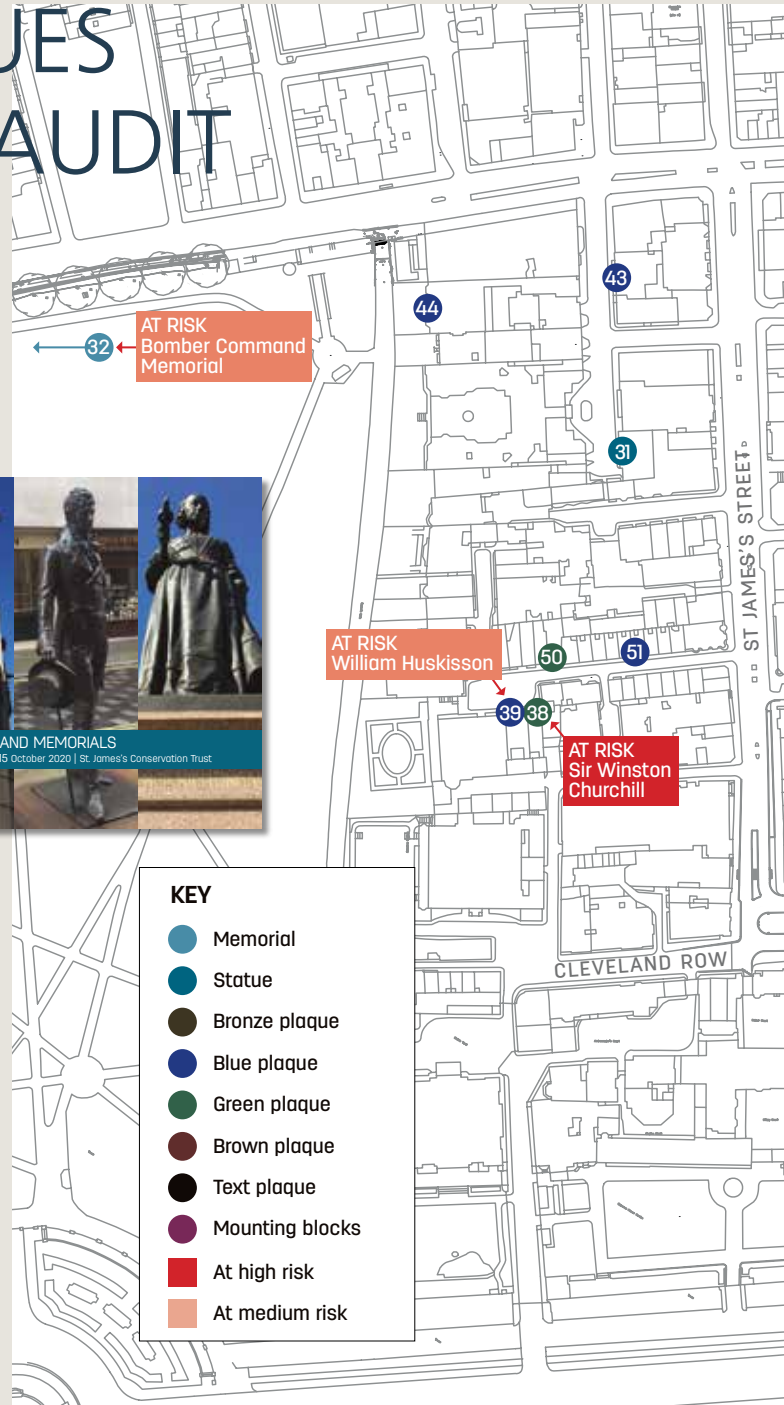 UES
AUDIT
43
44
32
AT RISK
Bomber Command
Memorial
31
ST JAMES'S STREET
AT RISK
William Huskisson
50
51
39
38
AT RISK
Sir Winston
Churchill
AND MEMORIALS
15 October 2020 | St. James's Conservation Trust
CLEVELAND ROW
KEY
Memorial
Statue
Bronze plaque
Blue plaque
Green plaque
Brown plaque
Text plaque
Mounting blocks
At high risk
At medium risk